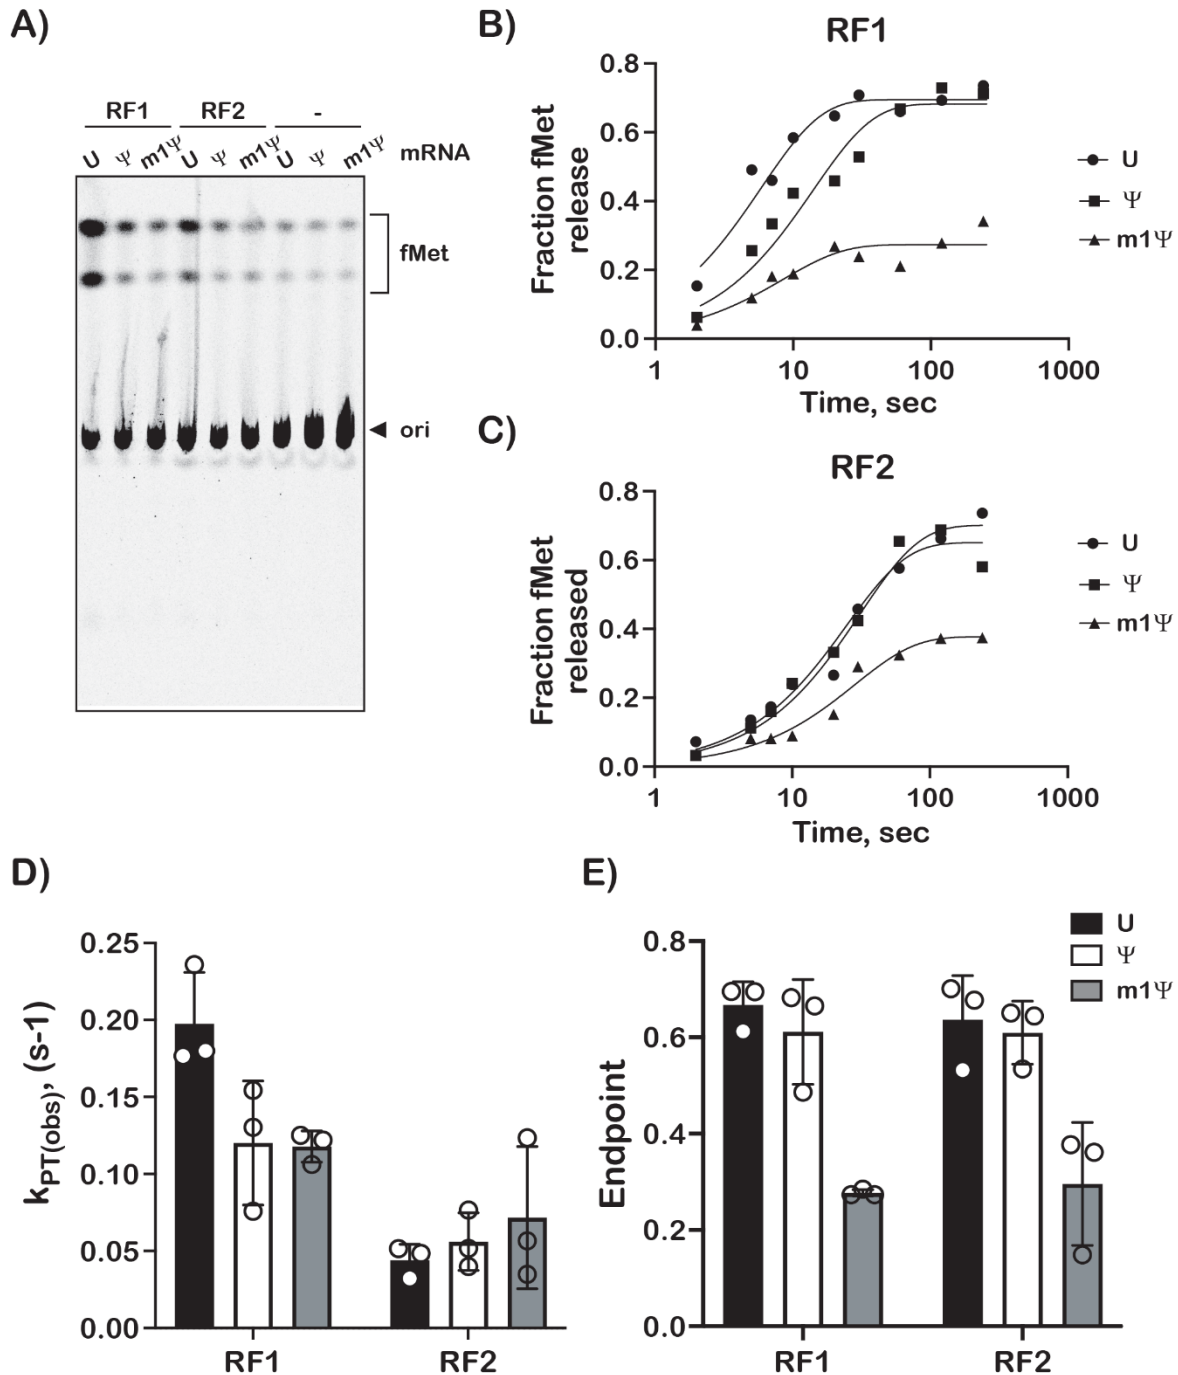 A)
RF1 RF2 -
U Ψ m1Ψ U Ψ m1Ψ U Ψ m1Ψ mRNA
fMet
ori
B)
RF1
Fraction fMet
release
0.8
0.6
0.4
0.2
0.0
1 10 100 1000
Time, sec
U
Ψ
m1Ψ
C)
RF2
Fraction fMet
released
0.8
0.6
0.4
0.2
0.0
1 10 100 1000
Time, sec
U
Ψ
m1Ψ
D)
kPT(obs), (s-1)
0.25
0.20
0.15
0.10
0.05
0.00
RF1 RF2
E)
Endpoint
0.8
0.6
0.4
0.2
0.0
RF1 RF2
U
Ψ
m1Ψ